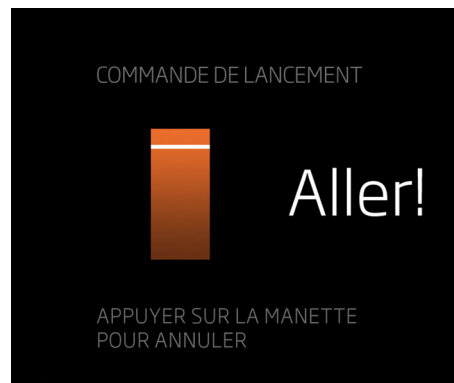 COMMANDE DE LANCEMENT
Aller!
APPUYER SUR LA MANETTE
POUR ANNULER